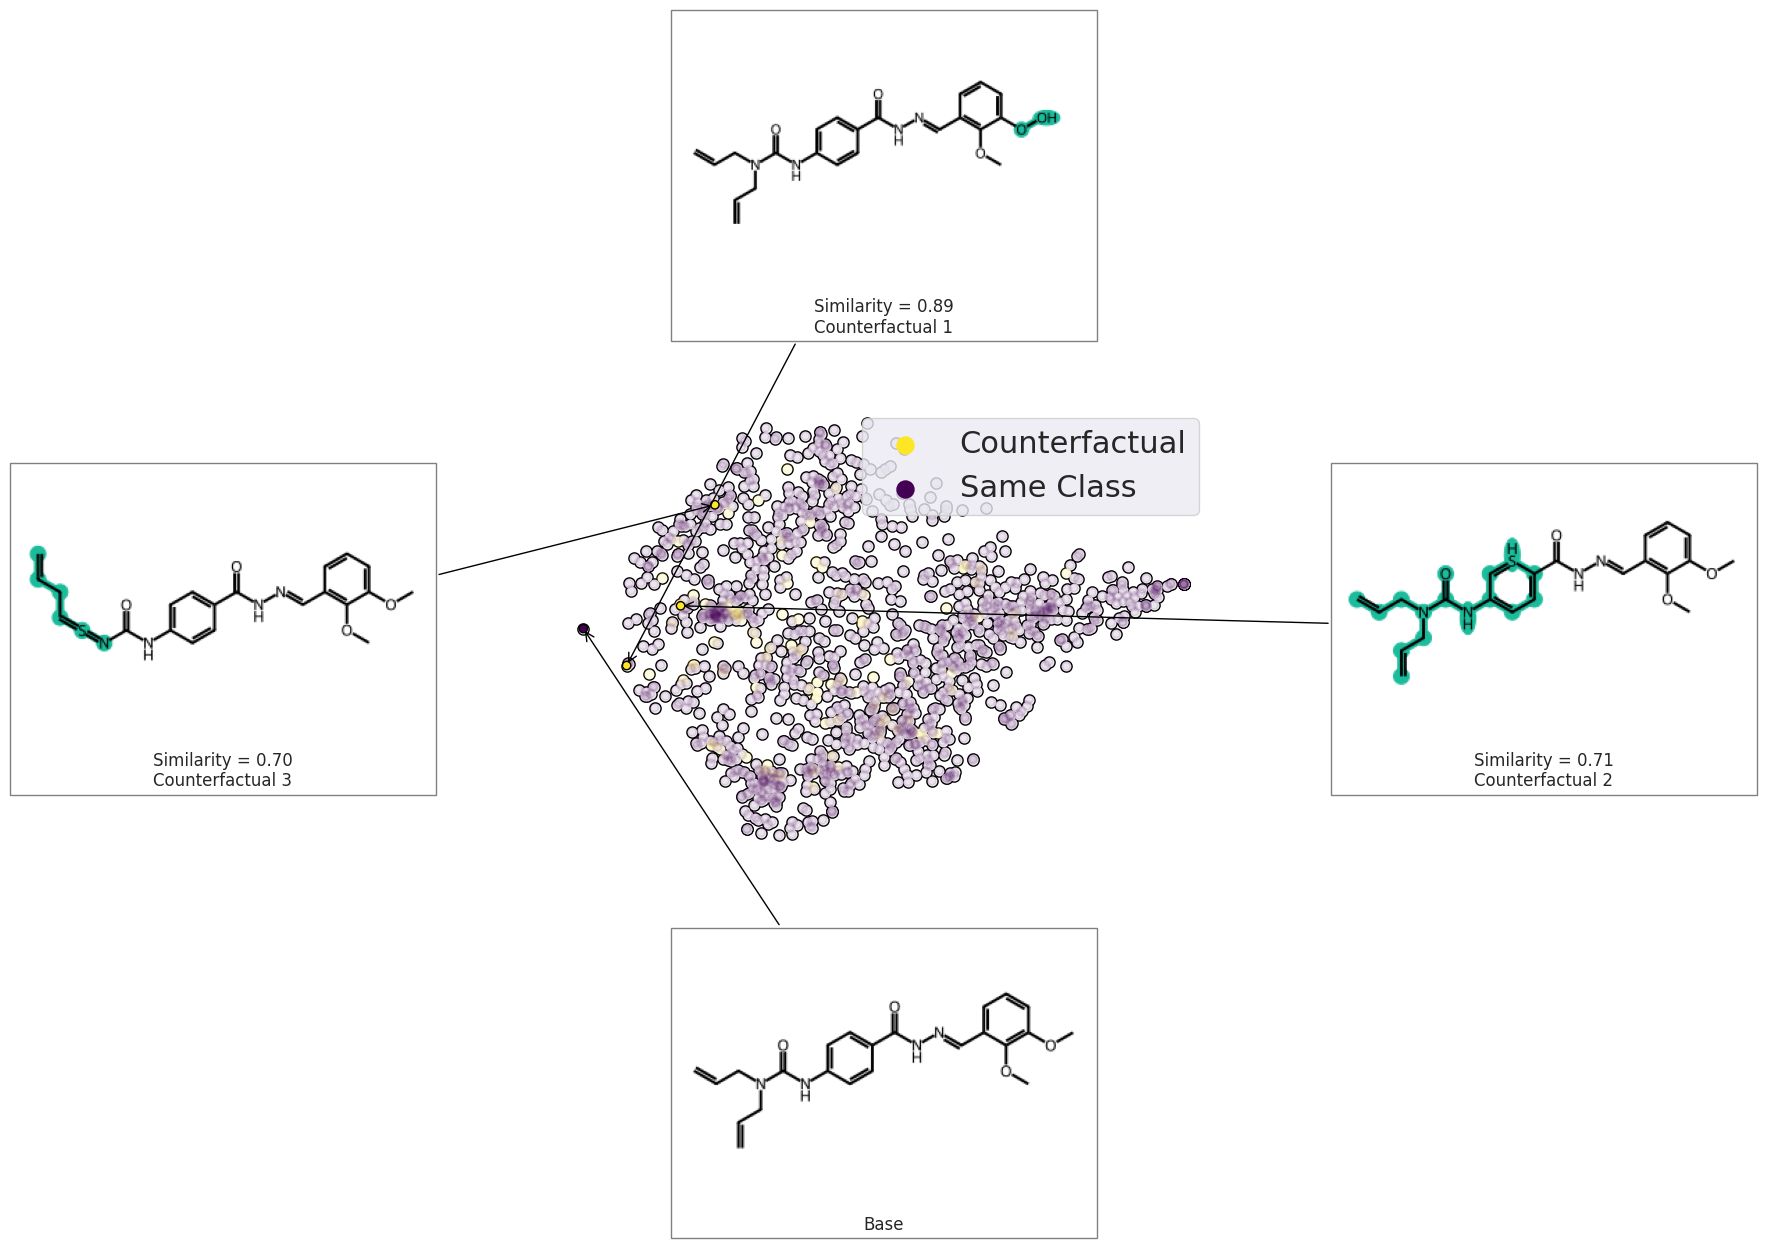 O
O
N
N
H
O
OH
O
N
N
H
Similarity = 0.89
Counterfactual 1
Counterfactual
Same Class
O
O
N
N
H
O
O
S
N
N
H
Similarity = 0.70
Counterfactual 3
H
S
O
O
N
N
H
O
O
N
N
H
Similarity = 0.71
Counterfactual 2
O
O
N
N
H
O
O
N
N
H
Base